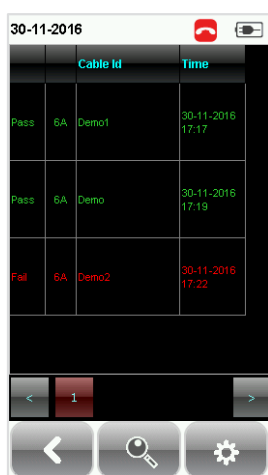 30-11-2016
Cable Id Time
Pass 6A Demo1 30-11-2016
17:17
Pass 6A Demo 30-11-2016
17:19
Fail 6A Demo2 30-11-2016
17:22
< 1 >